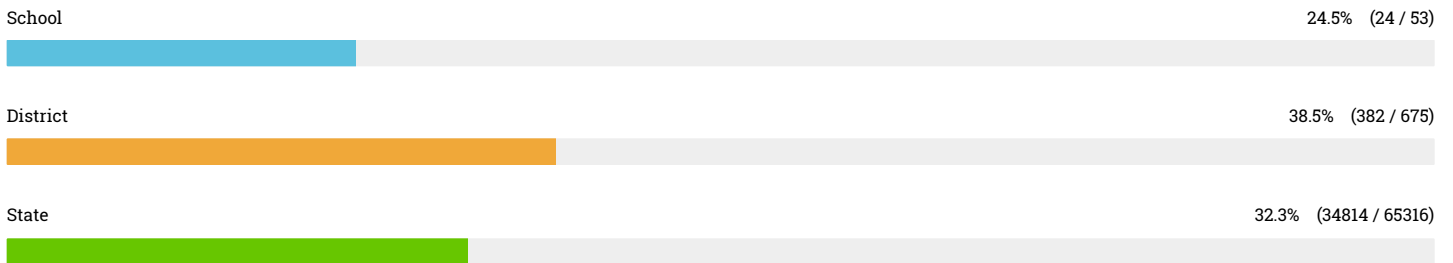 School 24.5% (24 / 53)
District 38.5% (382 / 675)
State 32.3% (34814 / 65316)